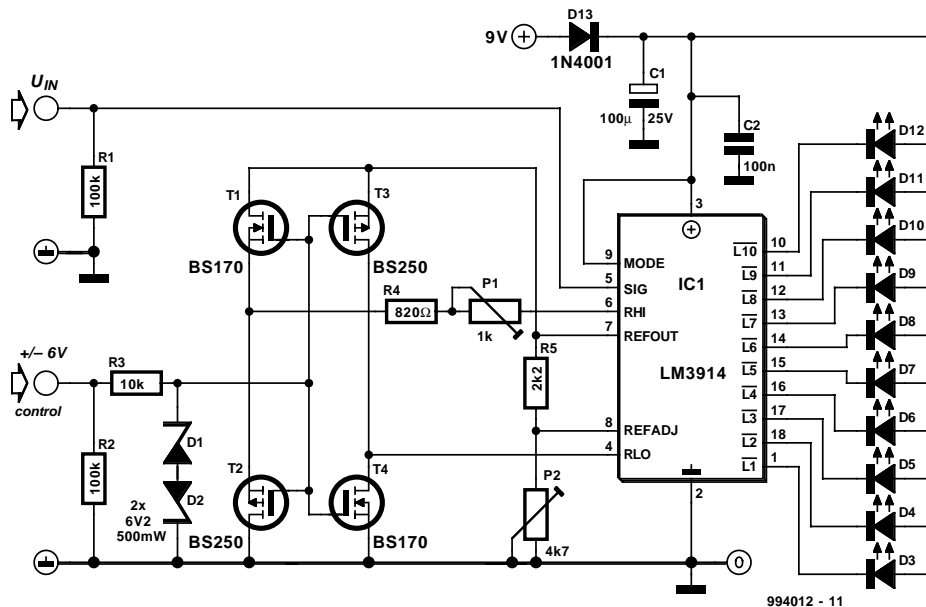 D13
9V
1N4001
UIN
C1
100µ
25V
C2
100n
D12
R1
100k
T1
T3
D11
3
10
L10
BS170
BS250
9
MODE
IC1
11
L9
D10
R4
P1
5
SIG
12
L8
D9
820Ω
6
RHI
13
L7
1k
7
REFOUT
14
L6
D8
+/– 6V
R3
R5
LM3914
15
L5
D7
control
10k
2k2
16
L4
D6
R2
100k
D1
8
REFADJ
17
L3
D5
4
RLO
18
L2
D2
T2
T4
P2
1
L1
D4
2x
6V2
500mW
2
BS250
BS170
4k7
D3
0
994012 - 11